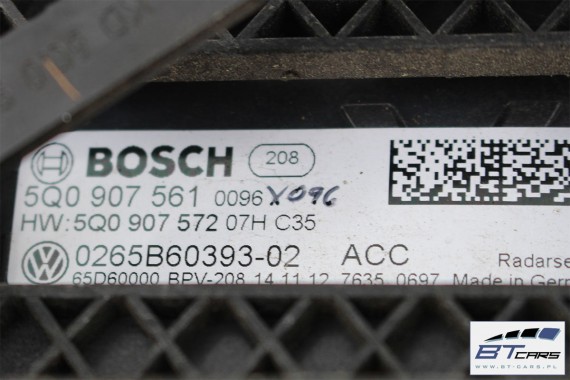 BOSCH 208
5Q0 907 561 0096 X096
HW:5Q0 907 572 07H C35
0265B60393-02 ACC Radarse
65D60000 BPV-208 14.11.12 7635 0697 Made in Germ
BTCARS
WWW.BT-CARS.PL